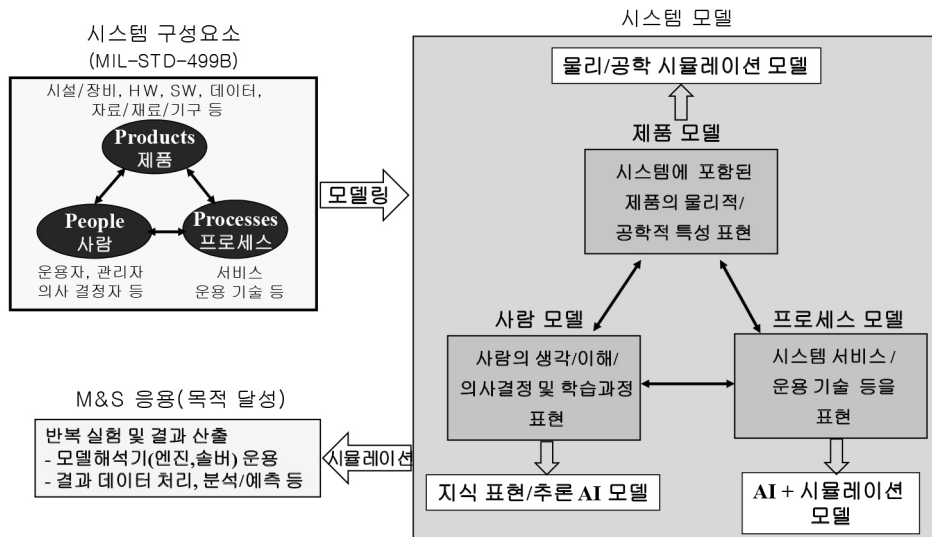 시스템 구성요소
(MIL-STD-499B)
시설/장비, HW, SW, 데이터,
자료/재료/기구 등
Products
제품
People
사람
Processes
프로세스
운용자, 관리자
의사 결정자 등
서비스
운용 기술 등
모델링
시스템 모델
물리/공학 시뮬레이션 모델
제품 모델
시스템에 포함된
제품의 물리적/
공학적 특성 표현
사람 모델
사람의 생각/이해/
의사결정 및 학습과정
표현
프로세스 모델
시스템 서비스/
운용 기술 등을
표현
지식 표현/추론 AI 모델
AI + 시뮬레이션
모델
시뮬레이션
M&S 응용(목적 달성)
반복 실험 및 결과 산출
- 모델해석기(엔진,솔버) 운용
- 결과 데이터 처리, 분석/예측 등